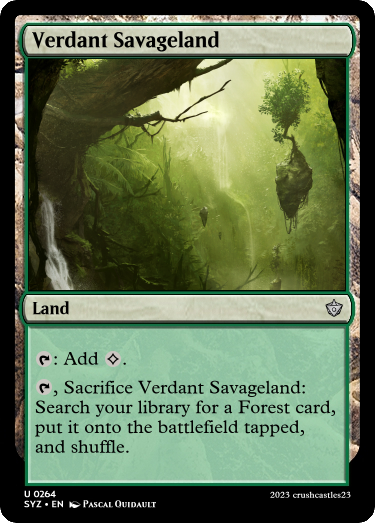 Verdant Savageland
Land
: Add .
, Sacrifice Verdant Savageland:
Search your library for a Forest card,
put it onto the battlefield tapped,
and shuffle.
U 0264
SYZ • EN Pascal Quidault
2023 crushcastles23